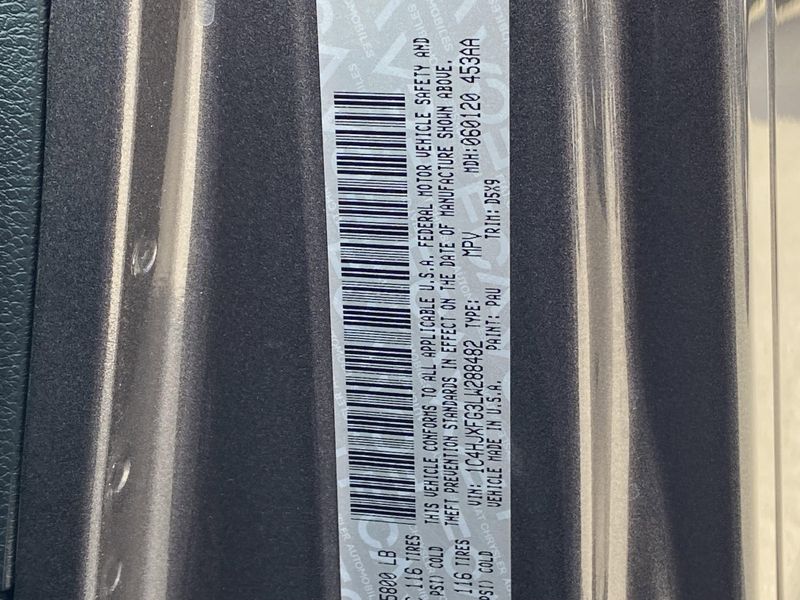 5800 LB
116 TIRES
PSI) COLD
THIS VEHICLE CONFORMS TO ALL APPLICABLE U.S.A. FEDERAL MOTOR VEHICLE SAFETY AND
THEFT PREVENTION STANDARDS IN EFFECT ON THE DATE OF MANUFACTURE SHOWN ABOVE.
116 TIRES VIN: 1C4HJXFG3LW288482 TYPE: MPV MDH:060120 453AA
PSI) COLD VEHICLE MADE IN U.S.A. PAINT: PAU TRIM: D5X9